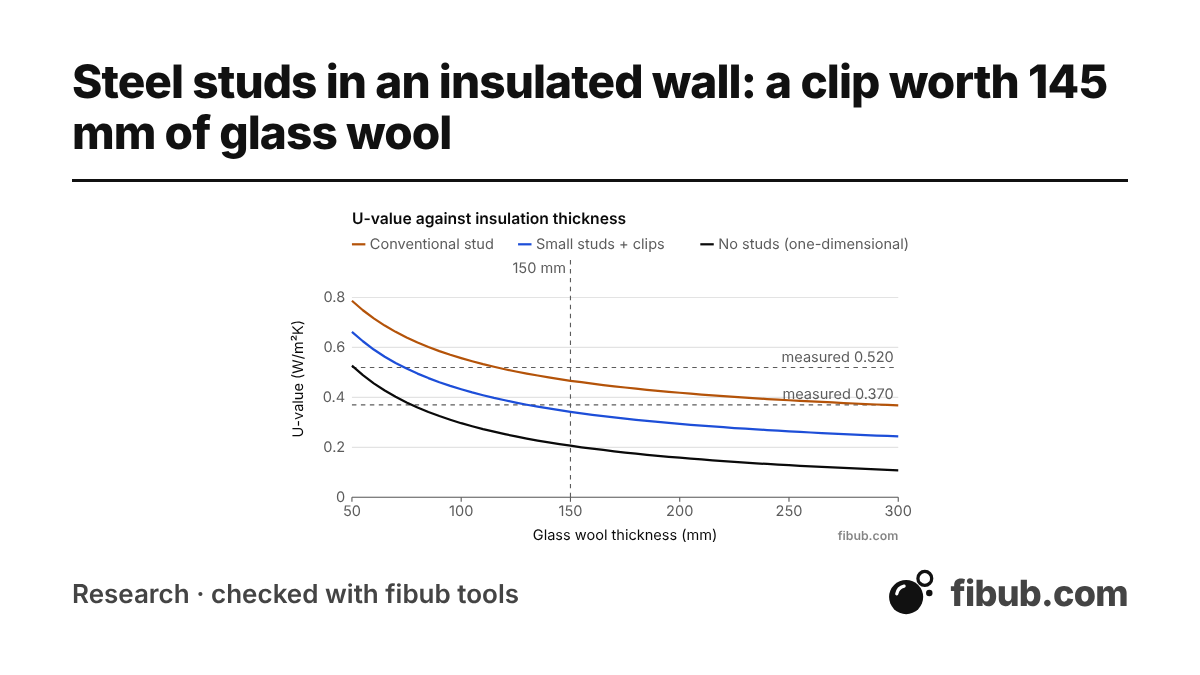 Steel studs in an insulated wall: a clip worth 145
mm of glass wool
U-value against insulation thickness
Conventional stud
Small studs + clips
No studs (one-dimensional)
150 mm
0.8
0.6
0.4
0.2
0
U-value (W/m²K)
measured 0.520
measured 0.370
50
100
150
200
250
300
Glass wool thickness (mm)
fibub.com
Research · checked with fibub tools
fibub.com